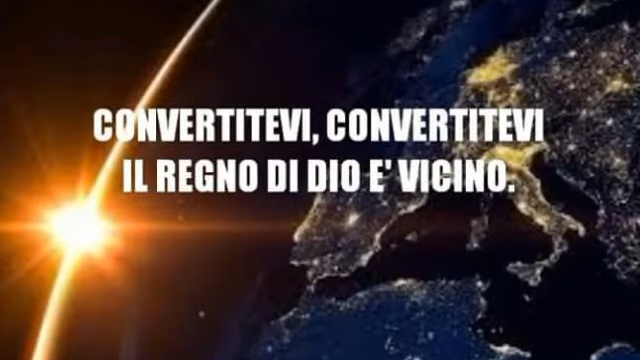 CONVERTITEVI, CONVERTITEVI
IL REGNO DI DIO E' VICINO.